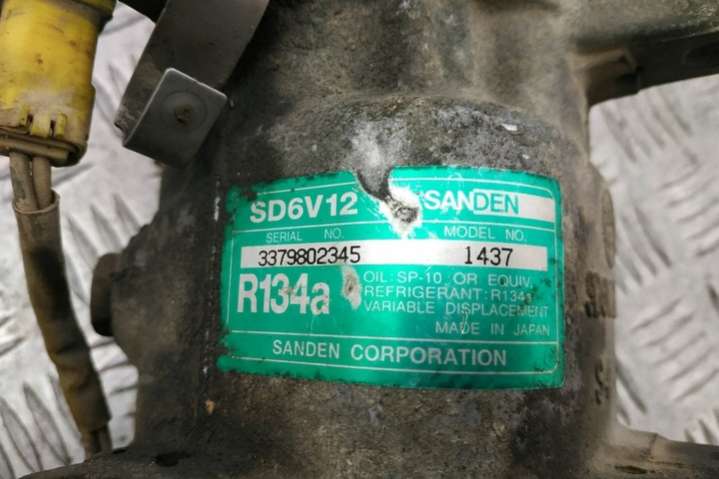 SD6V12 SANDEN
SERIAL NO. MODEL NO.
3379802345 1437
R134a
OIL: SP-10 OR EQUIV.
REFRIGERANT: R134a
VARIABLE DISPLACEMENT
MADE IN JAPAN
SANDEN CORPORATION